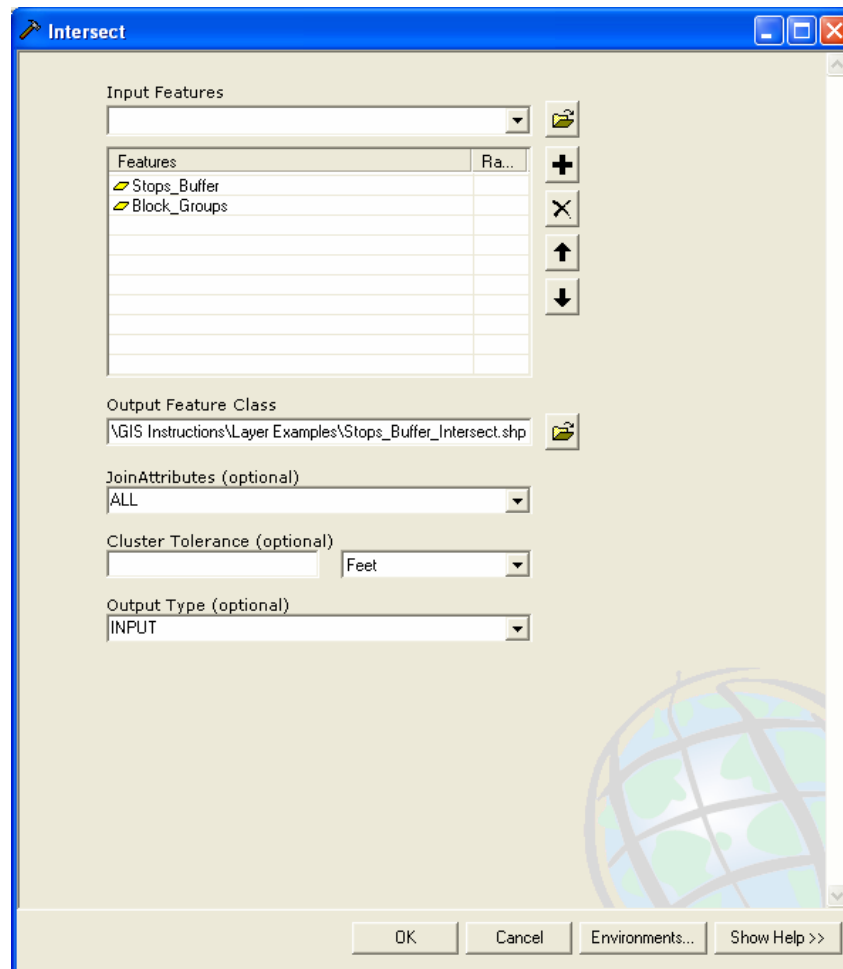 Intersect
Input Features
Features Ra...
Stops_Buffer
Block_Groups
Output Feature Class
\GIS Instructions\Layer Examples\Stops_Buffer_Intersect.shp
JoinAttributes (optional)
ALL
Cluster Tolerance (optional)
Feet
Output Type (optional)
INPUT
OK Cancel Environments... Show Help >>